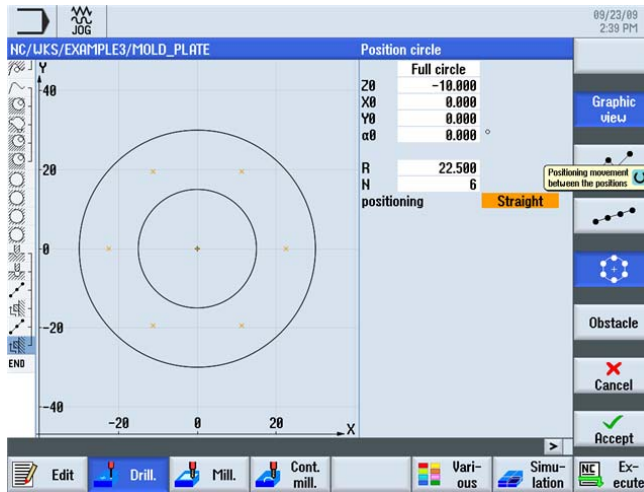 JOG
09/23/09
2:39 PM
NC/WKS/EXAMPLE3/MOLD_PLATE
Position circle
Y
40
20
0
-20
-40
-20 0 20
X
END
Full circle
Z0 -10.000
X0 0.000
Y0 0.000
α0 0.000 °
R 22.500
N 6
positioning Straight
Graphic
view
Positioning movement
between the positions
Obstacle
Cancel
Accept
>
Edit
Drill.
Mill.
Cont.
mill.
Vari-
ous
Simu-
lation
NC
Ex-
ecute